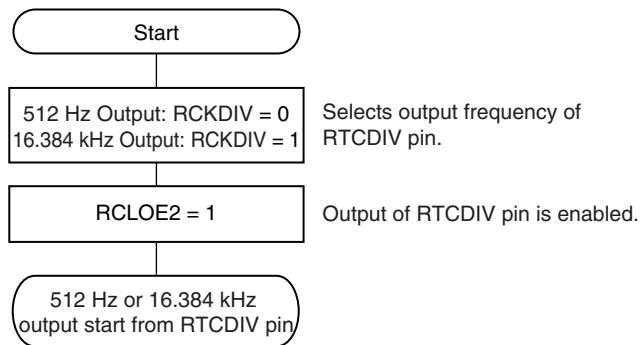 Start
512 Hz Output: RCKDIV = 0
16.384 kHz Output: RCKDIV = 1
Selects output frequency of
RTCDIV pin.
RCLOE2 = 1
Output of RTCDIV pin is enabled.
512 Hz or 16.384 kHz
output start from RTCDIV pin